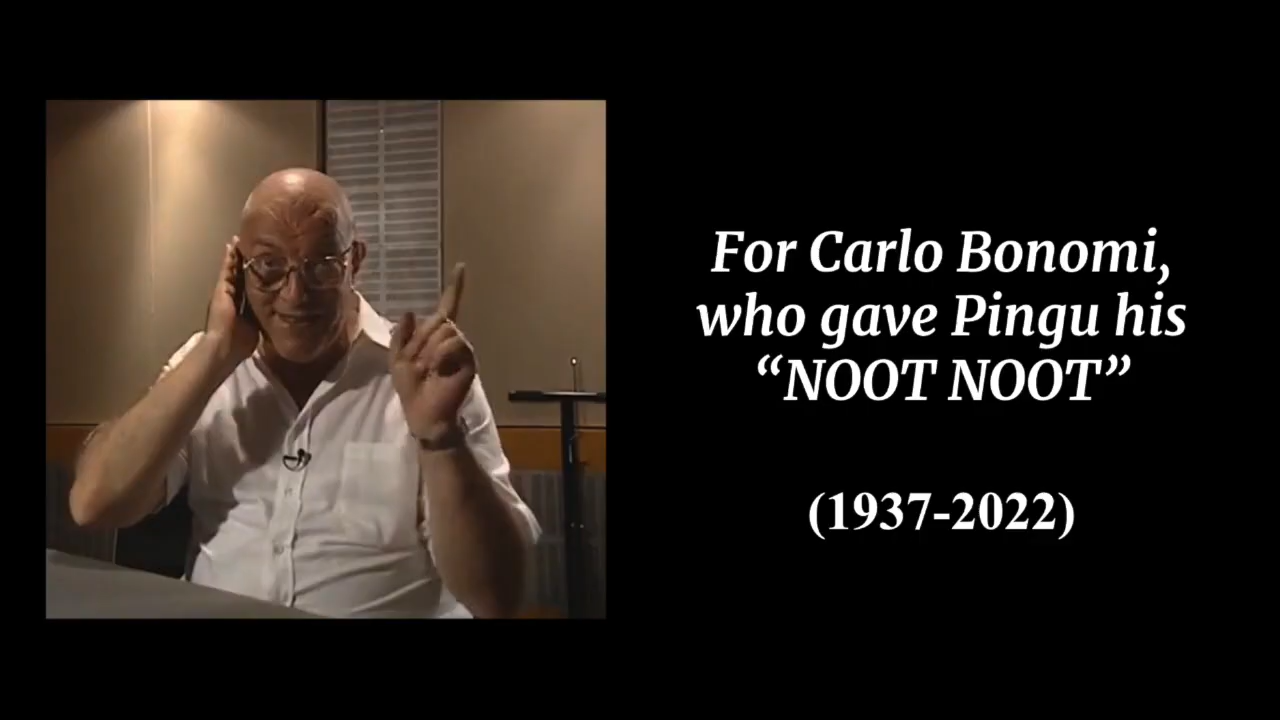 For Carlo Bonomi,
who gave Pingu his
“NOOT NOOT”
(1937-2022)